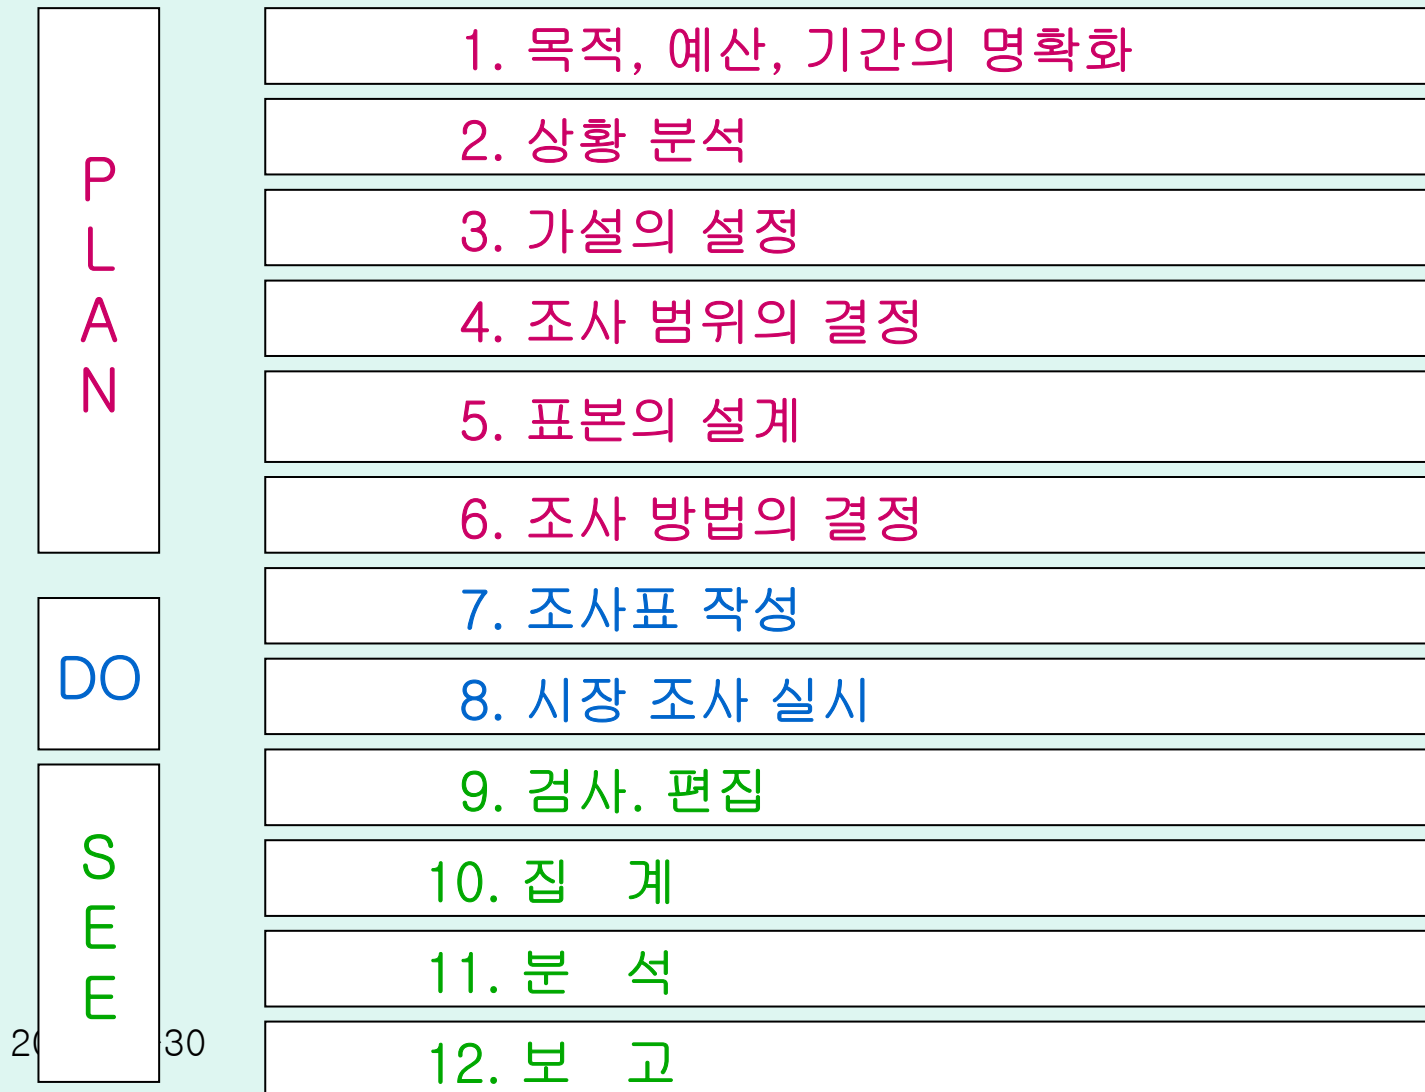 PLAN
1. 목적, 예산, 기간의 명확화
2. 상황 분석
3. 가설의 설정
4. 조사 범위의 결정
5. 표본의 설계
6. 조사 방법의 결정
DO
7. 조사표 작성
8. 시장 조사 실시
SEE
9. 검사. 편집
10. 집 계
11. 분 석
12. 보 고